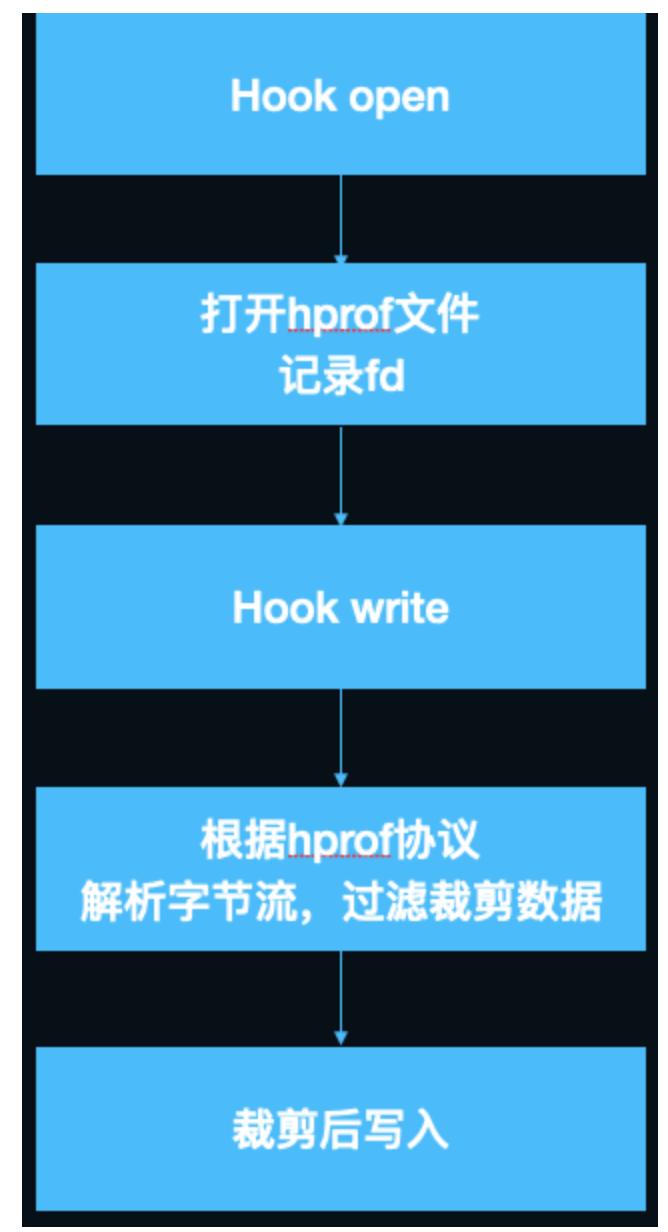 Hook open
打开hprof文件
记录fd
Hook write
根据hprof协议
解析字节流，过滤裁剪数据
裁剪后写入